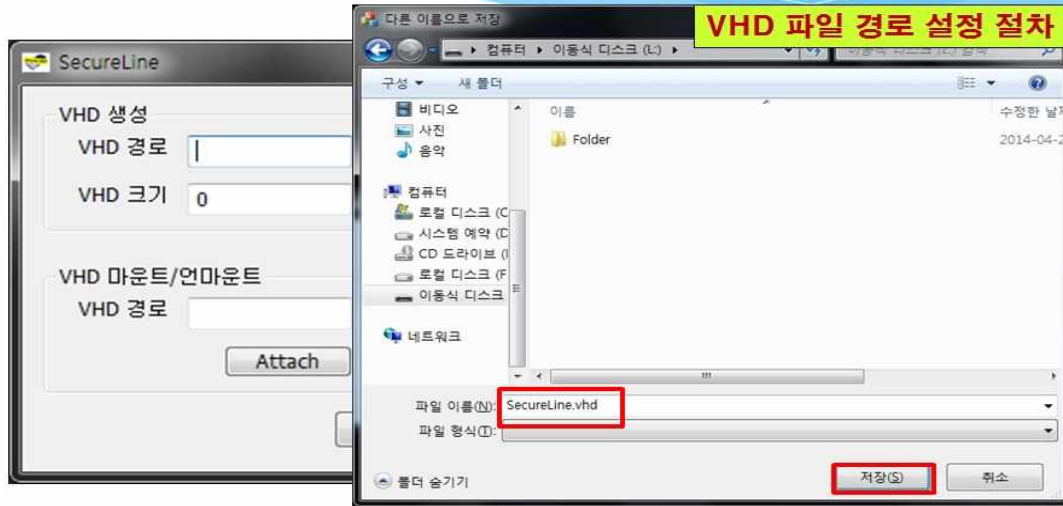 VHD 파일 경로 설정 절차
SecureLine
VHD 생성
VHD 경로
VHD 크기 0
VHD 마운트/언마운트
VHD 경로
Attach
다른 이름으로 저장
컴퓨터 ▸ 이동식 디스크 (L:) ▸
구성 새 폴더
비디오
사진
음악
컴퓨터
로컬 디스크 (C
시스템 예약 (D
CD 드라이브 (
로컬 디스크 (F
이동식 디스크
네트워크
이름 수정한 날
Folder 2014-04-2
파일 이름(N): SecureLine.vhd
파일 형식(T):
폴더 숨기기
저장(S) 취소